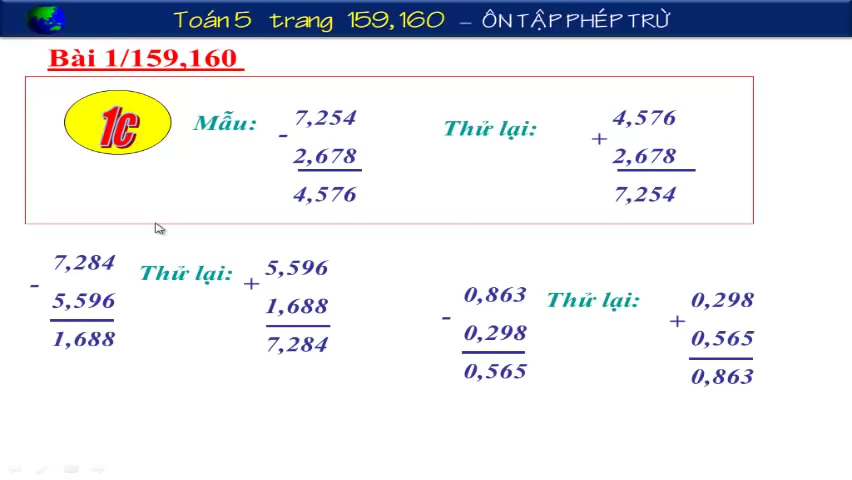 Toán 5 trang 159,160 – ÔN TẬP PHÉP TRỪ
Bài 1/159,160
1c
Mẫu:
- 7,254
2,678
4,576
Thử lại:
+ 4,576
2,678
7,254
- 7,284
5,596
1,688
Thử lại:
+ 5,596
1,688
7,284
- 0,863
0,298
0,565
Thử lại:
+ 0,298
0,565
0,863